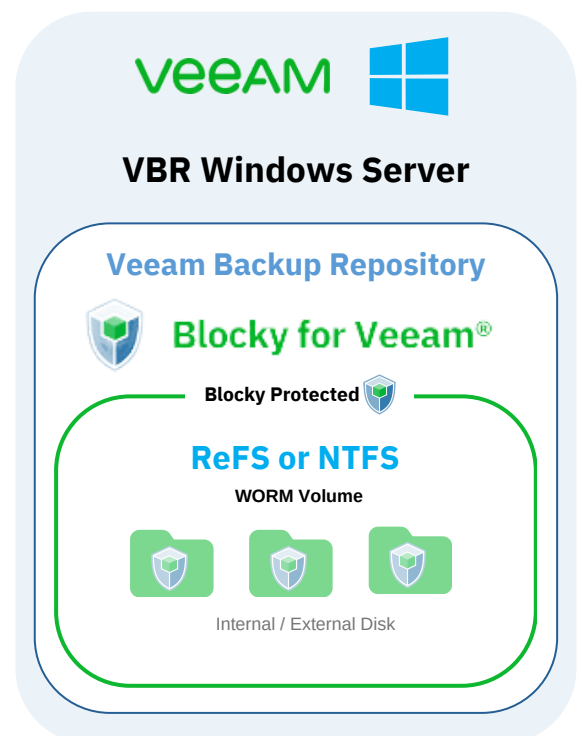 veeAM
VBR Windows Server
Veeam Backup Repository
Blocky for Veeam®
Blocky Protected
ReFS or NTFS
WORM Volume
Internal / External Disk